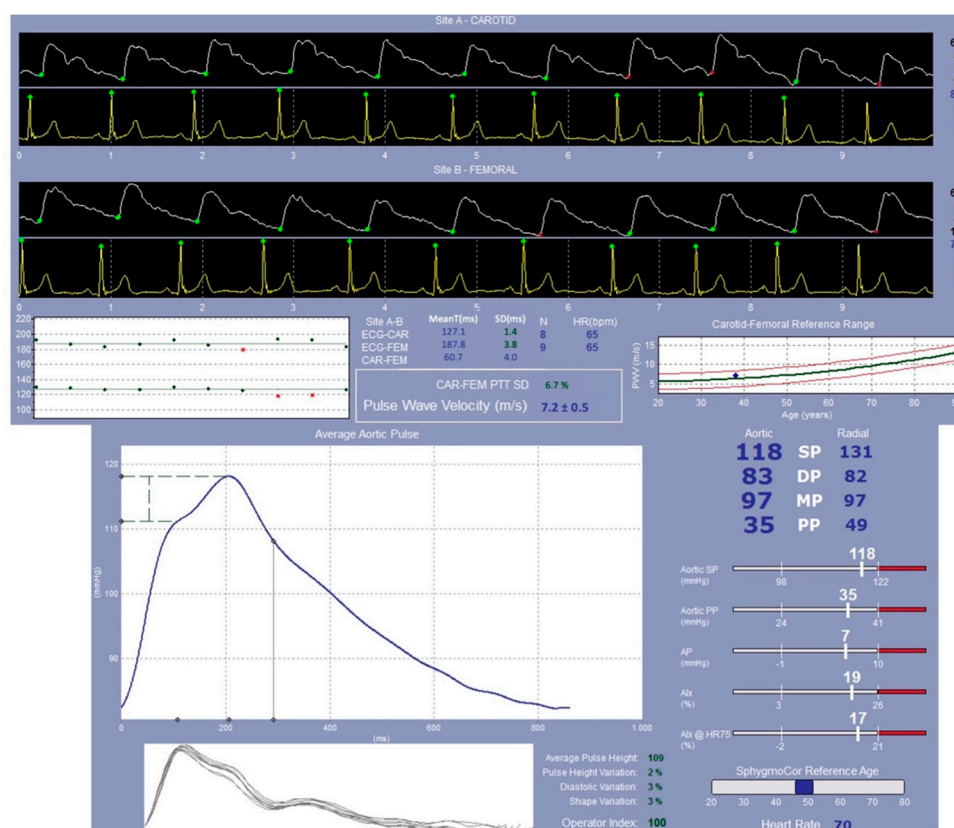 Site A - CAROTID
0 1 2 3 4 5 6 7 8 9
Site B - FEMORAL
0 1 2 3 4 5 6 7 8 9
220
200
180
160
140
120
100
Site A-B MeanT(ms) SD(ms) N HR(bpm)
ECG-CAR 127.1 1.4 8 65
ECG-FEM 187.8 3.8 9 65
CAR-FEM 60.7 4.0
CAR-FEM PTT SD 6.7 %
Pulse Wave Velocity (m/s) 7.2 ± 0.5
Carotid-Femoral Reference Range
PWV (m/s)
15
10
5
20 30 40 50 60 70 80
Age (years)
Average Aortic Pulse
(mmHg)
120
110
100
90
0 200 400 600 800 1.000
(ms)
Aortic Radial
118 SP 131
83 DP 82
97 MP 97
35 PP 49
118
Aortic SP
(mmHg)
98 122
35
Aortic PP
(mmHg)
24 41
7
AP
(mmHg)
-1 10
19
AIx
(%)
3 26
17
AIx @ HR75
(%)
-2 21
Average Pulse Height: 109
Pulse Height Variation: 2 %
Diastolic Variation: 3 %
Shape Variation: 3 %
Operator Index: 100
SphygmoCor Reference Age
20 30 40 50 60 70 80
Heart Rate 70